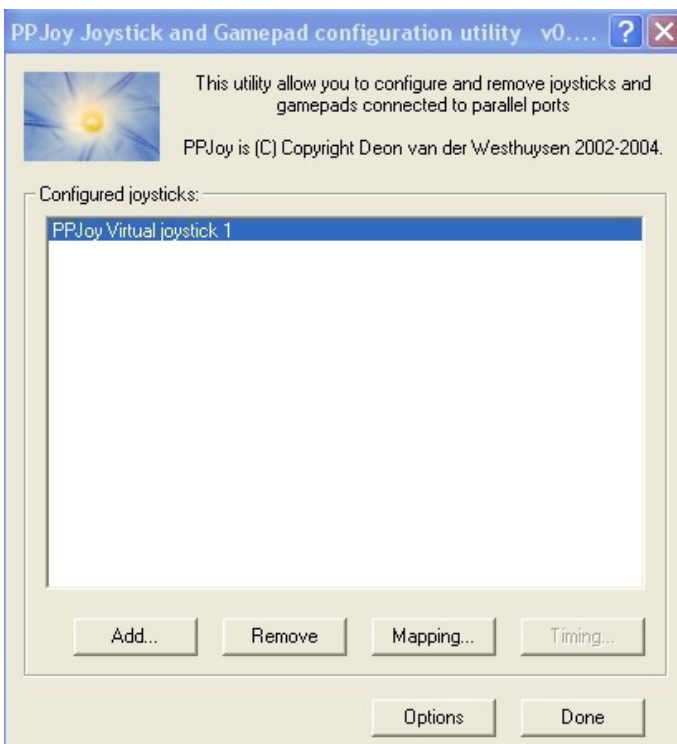 PPJoy Joystick and Gamepad configuration utility v0....
This utility allow you to configure and remove joysticks and
gamepads connected to parallel ports
PPJoy is (C) Copyright Deon van der Westhuysen 2002-2004.
Configured joysticks:
PPJoy Virtual joystick 1
Add... Remove Mapping... Timing...
Options Done